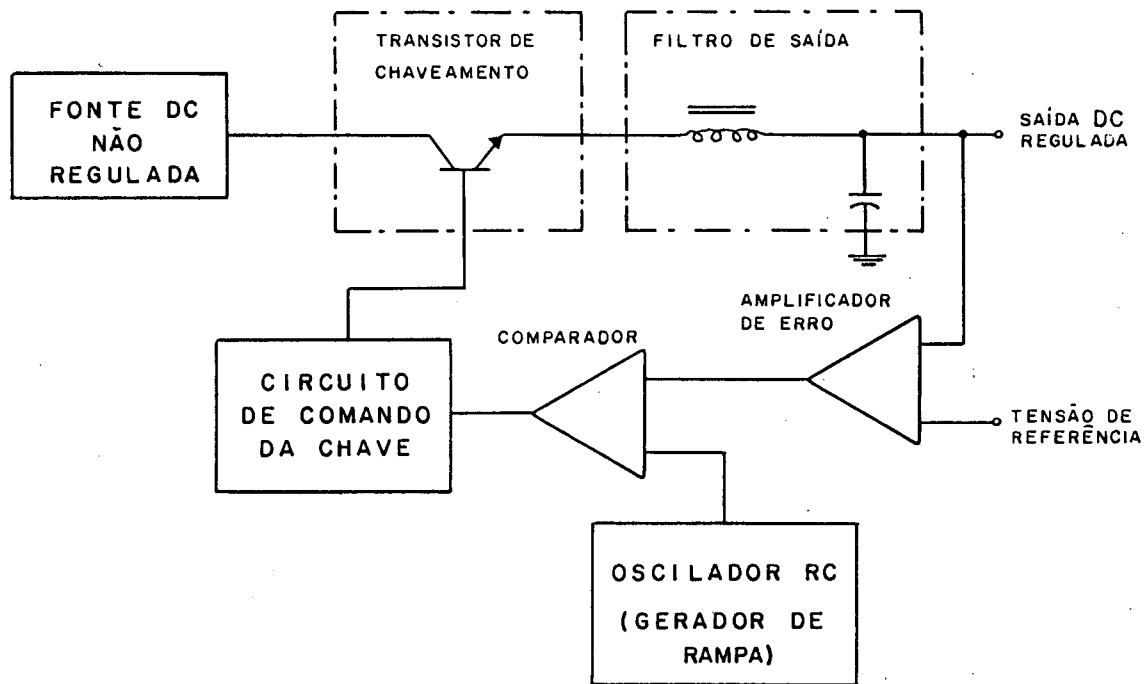 TRANSISTOR DE
CHAVEAMENTO
FILTRO DE SAÍDA
FONTE DC
NÃO
REGULADA
SAÍDA DC
REGULADA
AMPLIFICADOR
DE ERRO
COMPARADOR
CIRCUITO
DE COMANDO
DA CHAVE
TENSÃO DE
REFERÊNCIA
OSCILADOR RC
(GERADOR DE
RAMPA)